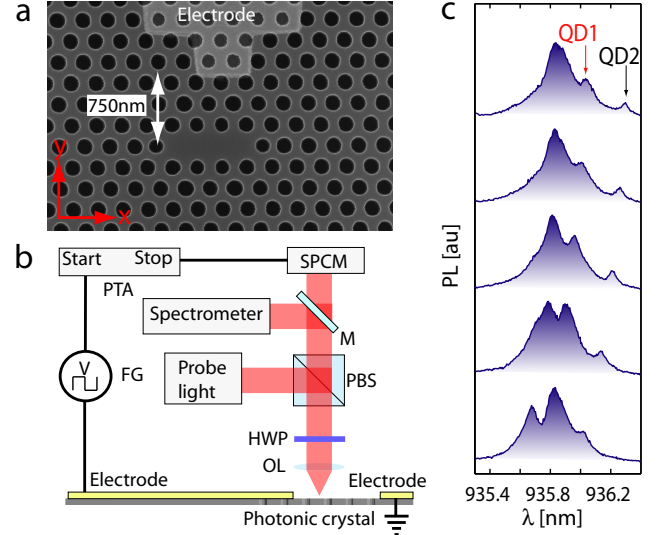 a
Electrode
750nm
y
x
b
Start Stop
PTA
SPCM
Spectrometer
M
V
FG
Probe
light
PBS
HWP
OL
Electrode
Electrode
Photonic crystal
c
QD1
QD2
PL [au]
935.4 935.8 936.2
λ [nm]